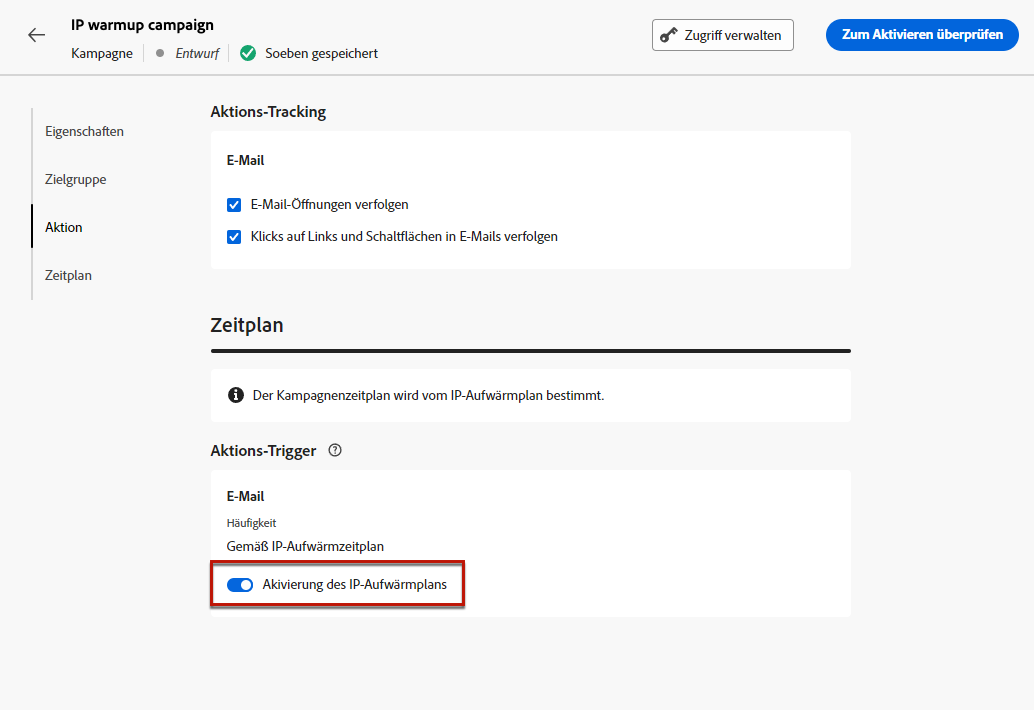 IP warmup campaign
Kampagne
Entwurf
Soeben gespeichert
Zugriff verwalten
Zum Aktivieren überprüfen
Eigenschaften
Zielgruppe
Aktion
Zeitplan
Aktions-Tracking
E-Mail
E-Mail-Öffnungen verfolgen
Klicks auf Links und Schaltflächen in E-Mails verfolgen
Zeitplan
Der Kampagnenzeitplan wird vom IP-Aufwärmplan bestimmt.
Aktions-Trigger
E-Mail
Häufigkeit
Gemäß IP-Aufwärmzeitplan
Akivierung des IP-Aufwärmplans